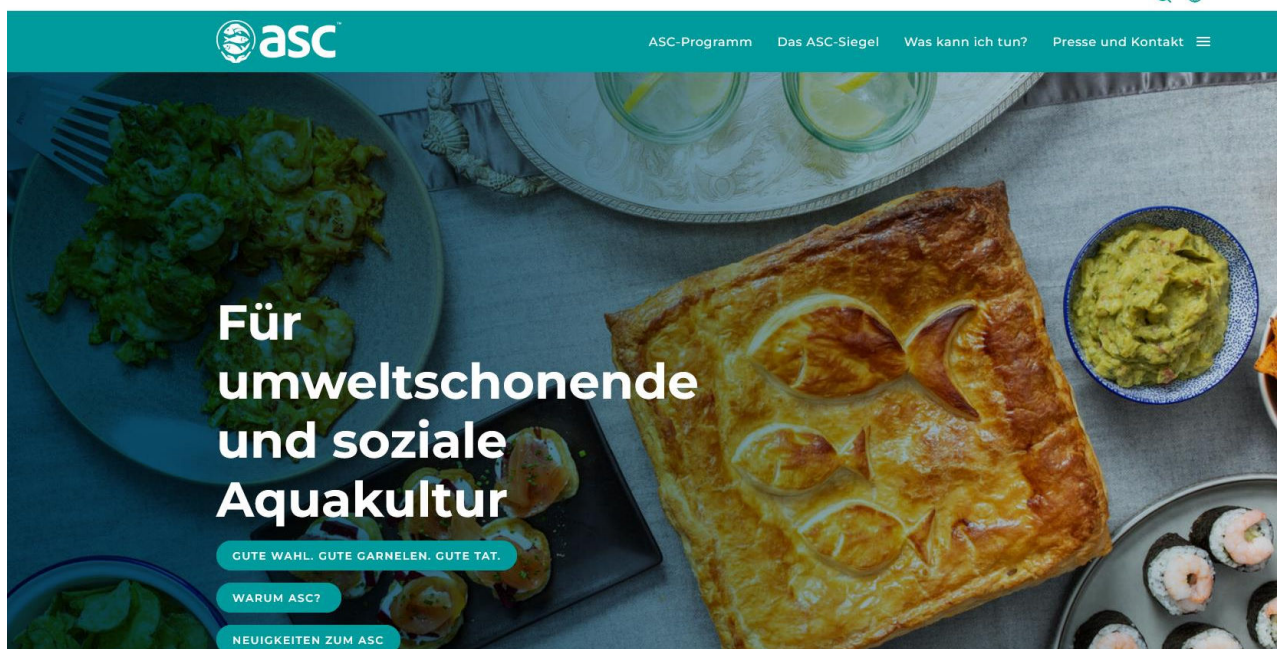 asc™
ASC-Programm Das ASC-Siegel Was kann ich tun? Presse und Kontakt
Für
umweltschonende
und soziale
Aquakultur
GUTE WAHL. GUTE GARNELEN. GUTE TAT.
WARUM ASC?
NEUIGKEITEN ZUM ASC